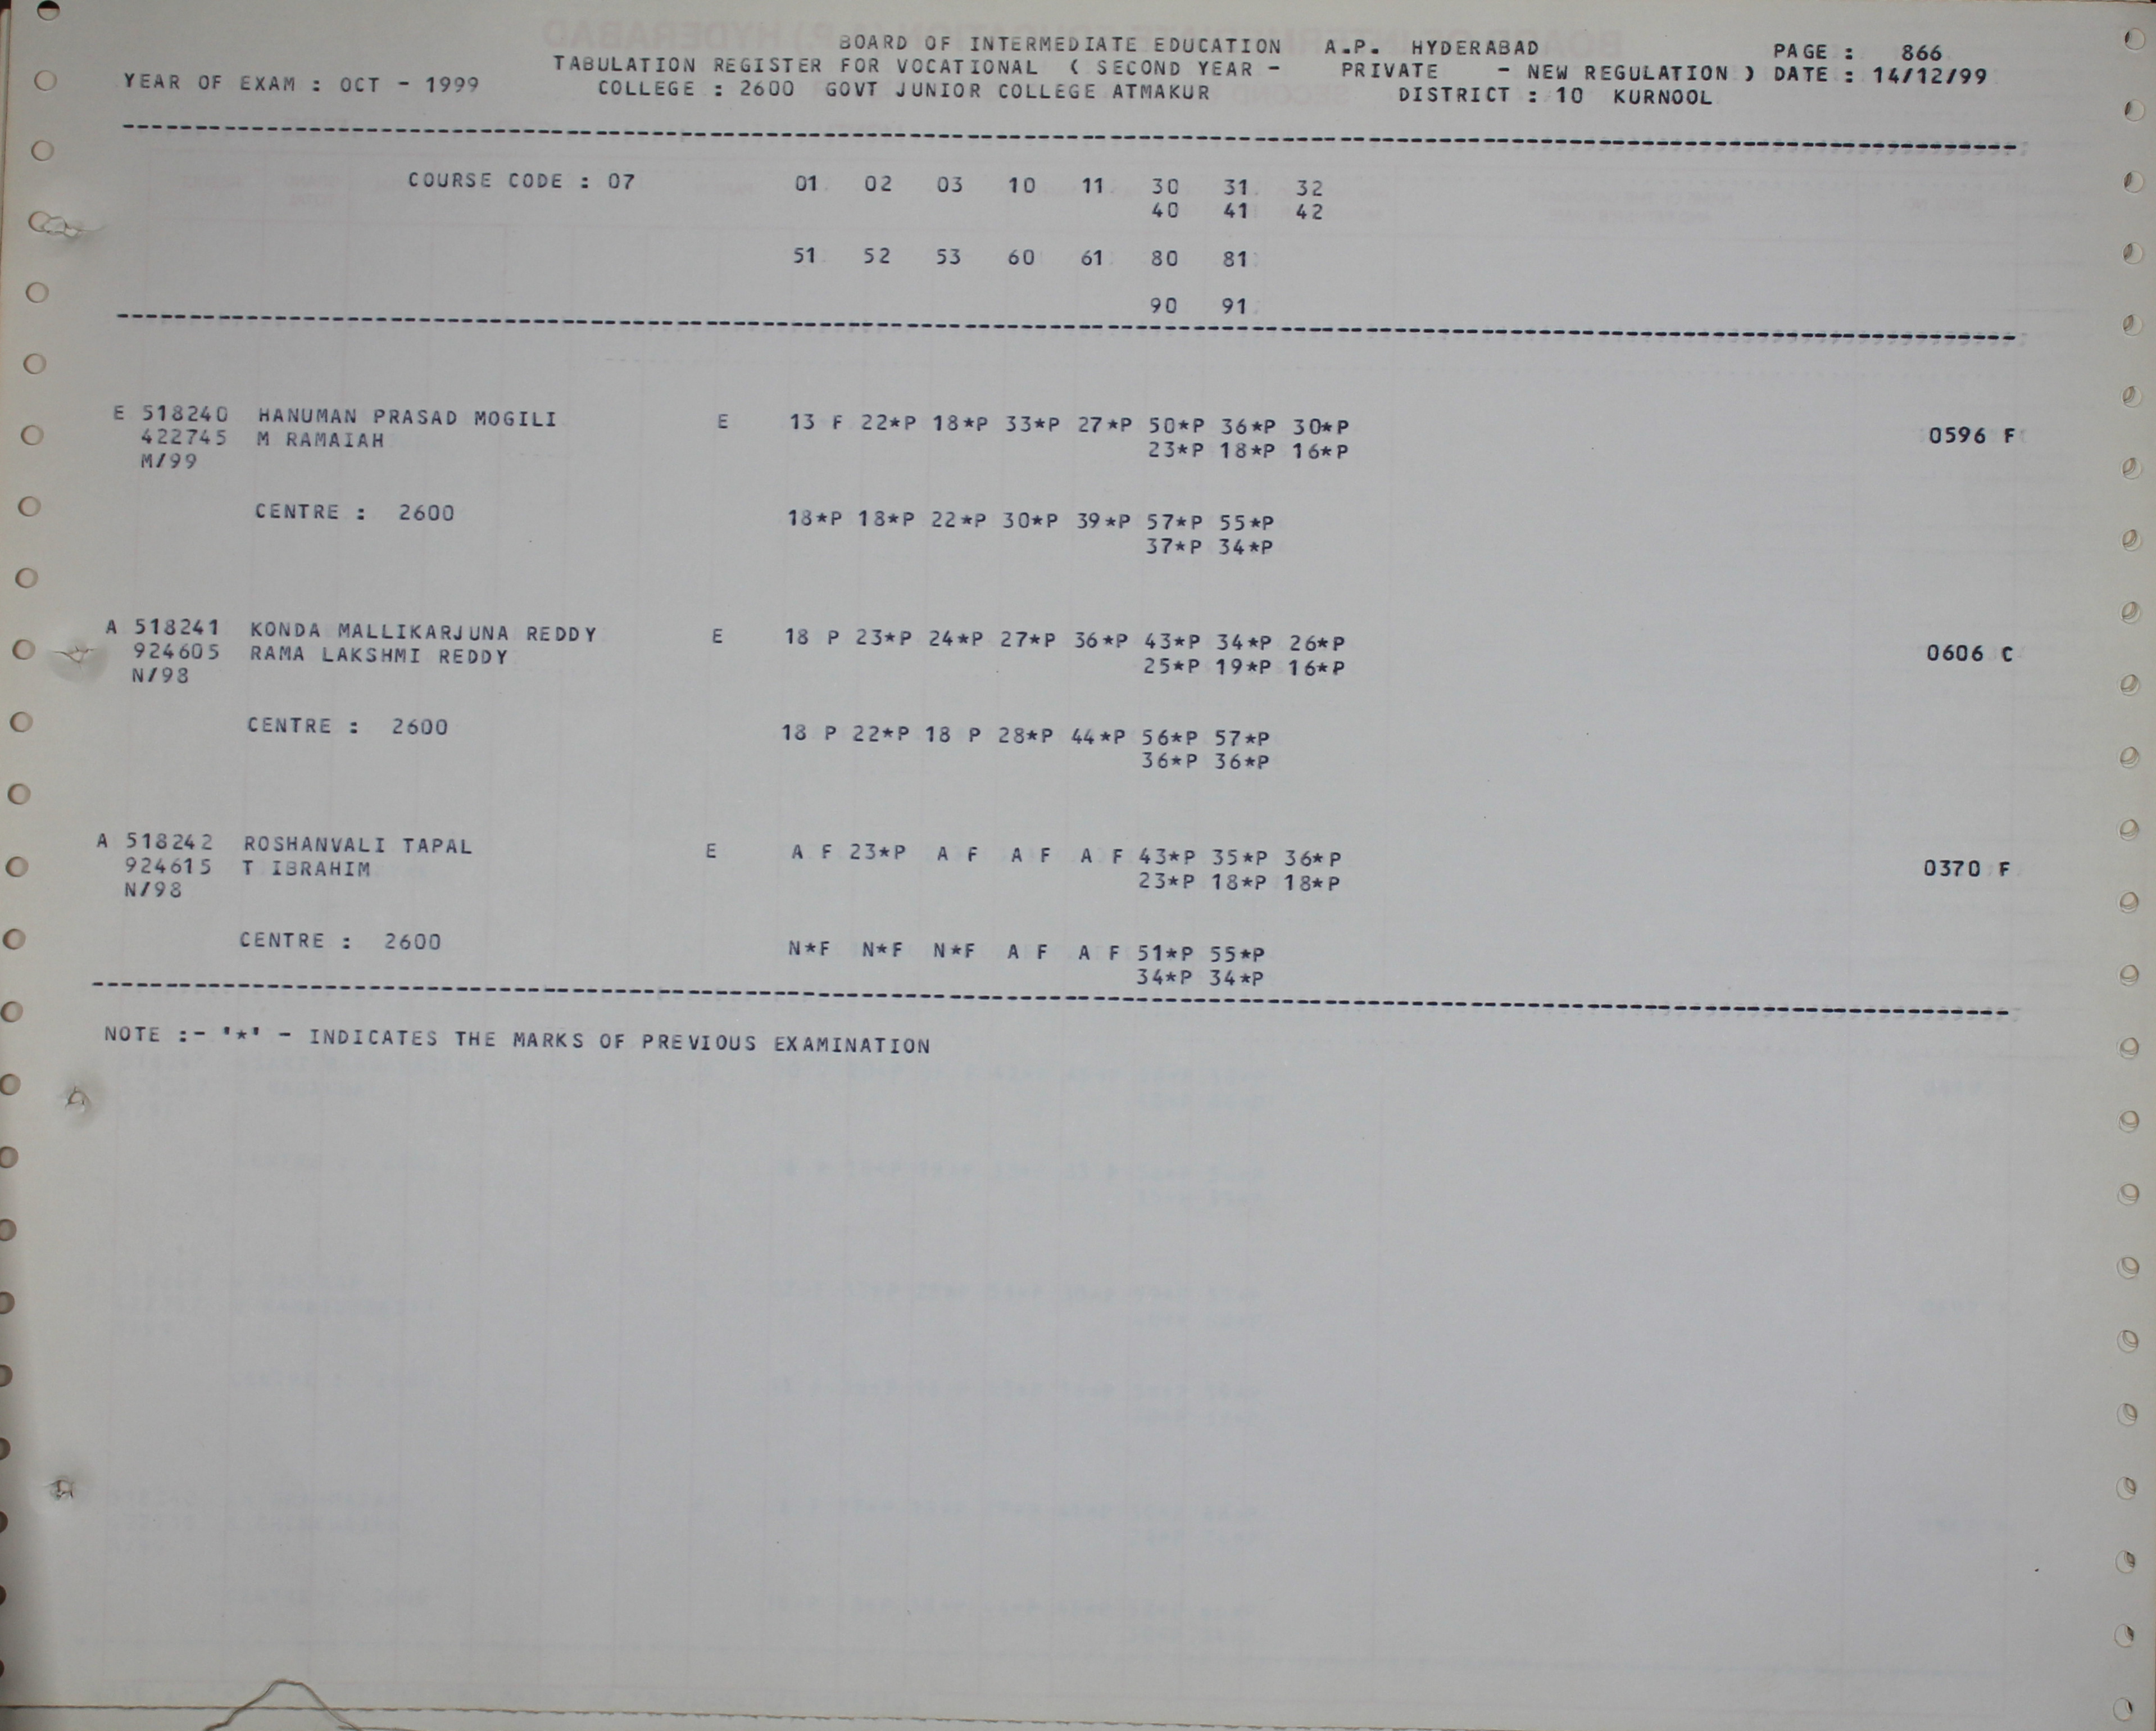 BOARD OF INTERMEDIATE EDUCATION A.P. HYDERABAD PAGE : 866
TABULATION REGISTER FOR VOCATIONAL ( SECOND YEAR - PRIVATE - NEW REGULATION ) DATE : 14/12/99
YEAR OF EXAM : OCT - 1999 COLLEGE : 2600 GOVT JUNIOR COLLEGE ATMAKUR DISTRICT : 10 KURNOOL
COURSE CODE : 07 01 02 03 10 11 30 31 32
40 41 42
51 52 53 60 61 80 81
90 91
E 518240 HANUMAN PRASAD MOGILI E 13 F 22*P 18*P 33*P 27*P 50*P 36*P 30*P
422745 M RAMAIAH 23*P 18*P 16*P 0596 F
M/99
CENTRE : 2600 18*P 18*P 22*P 30*P 39*P 57*P 55*P
37*P 34*P
A 518241 KONDA MALLIKARJUNA REDDY E 18 P 23*P 24*P 27*P 36*P 43*P 34*P 26*P
924605 RAMA LAKSHMI REDDY 25*P 19*P 16*P 0606 C
N/98
CENTRE : 2600 18 P 22*P 18 P 28*P 44*P 56*P 57*P
36*P 36*P
A 518242 ROSHANVALI TAPAL E A F 23*P A F A F A F 43*P 35*P 36*P
924615 T IBRAHIM 23*P 18*P 18*P 0370 F
N/98
CENTRE : 2600 N*F N*F N*F A F A F 51*P 55*P
34*P 34*P
NOTE :- '*' - INDICATES THE MARKS OF PREVIOUS EXAMINATION